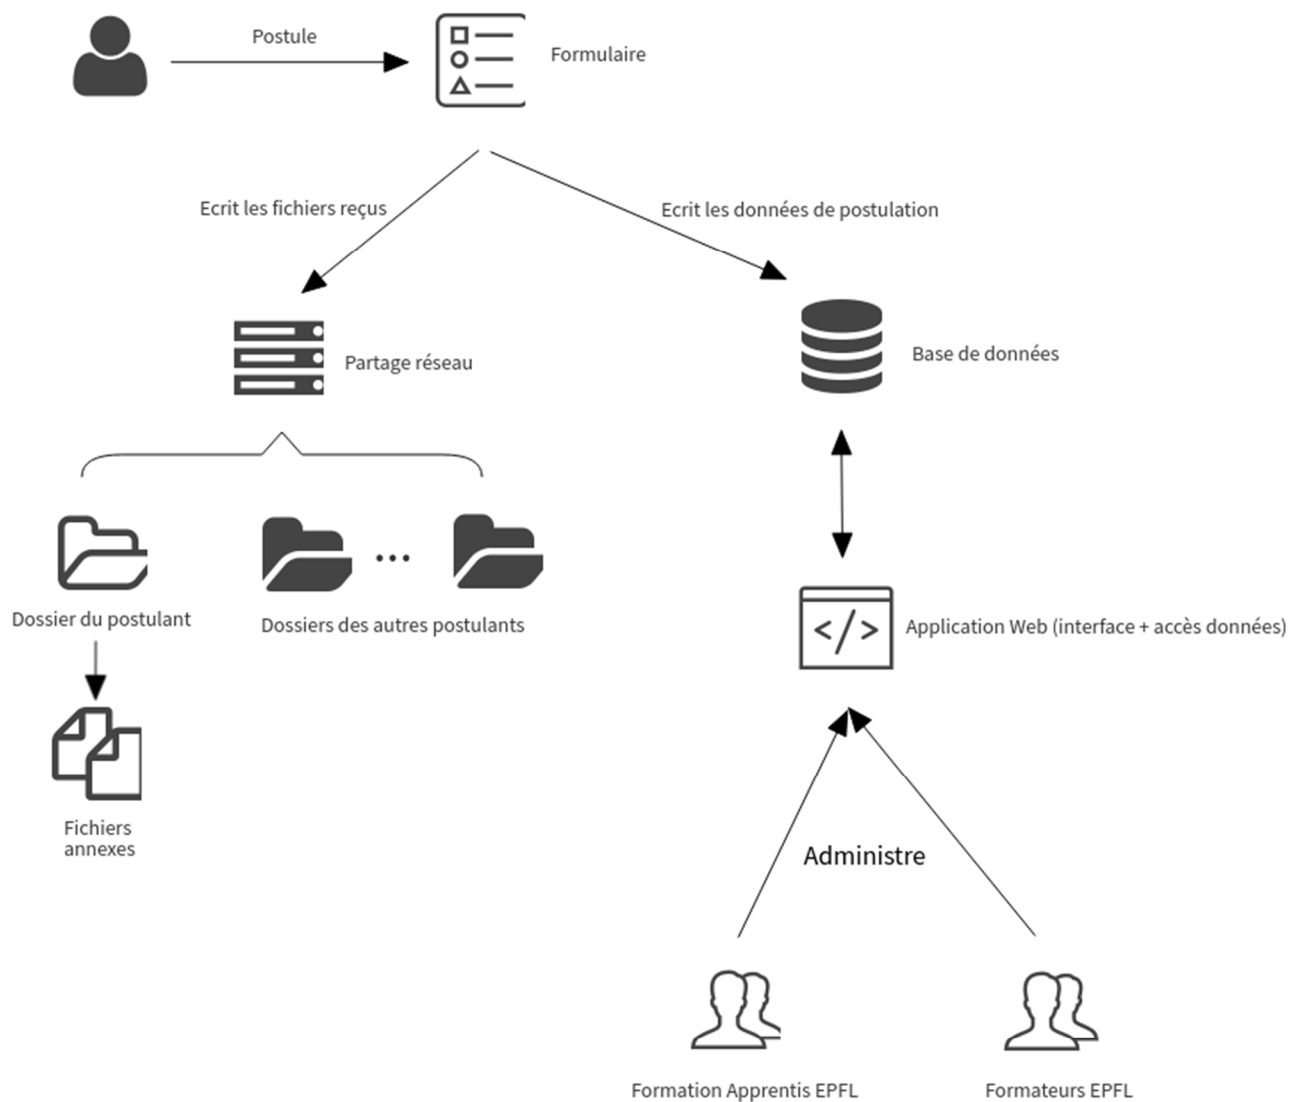 Postule
Formulaire
Ecrit les fichiers reçus
Ecrit les données de postulation
Partage réseau
Base de données
Dossier du postulant
Dossiers des autres postulants
Application Web (interface + accès données)
Fichiers
annexes
Administre
Formation Apprentis EPFL
Formateurs EPFL